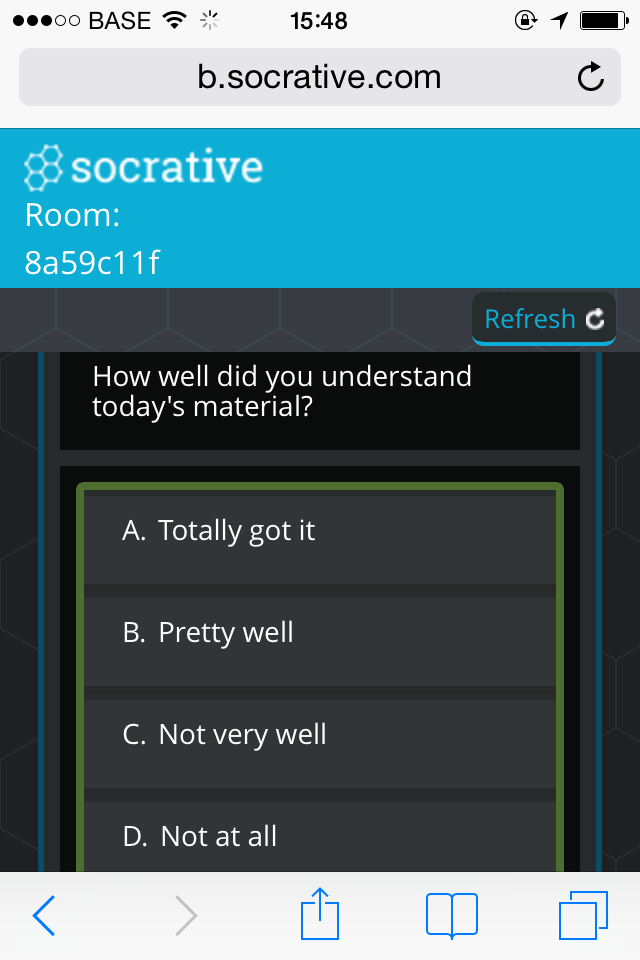 BASE 15:48
b.socrative.com
socrative
Room:
8a59c11f
Refresh
How well did you understand
today's material?
A. Totally got it
B. Pretty well
C. Not very well
D. Not at all